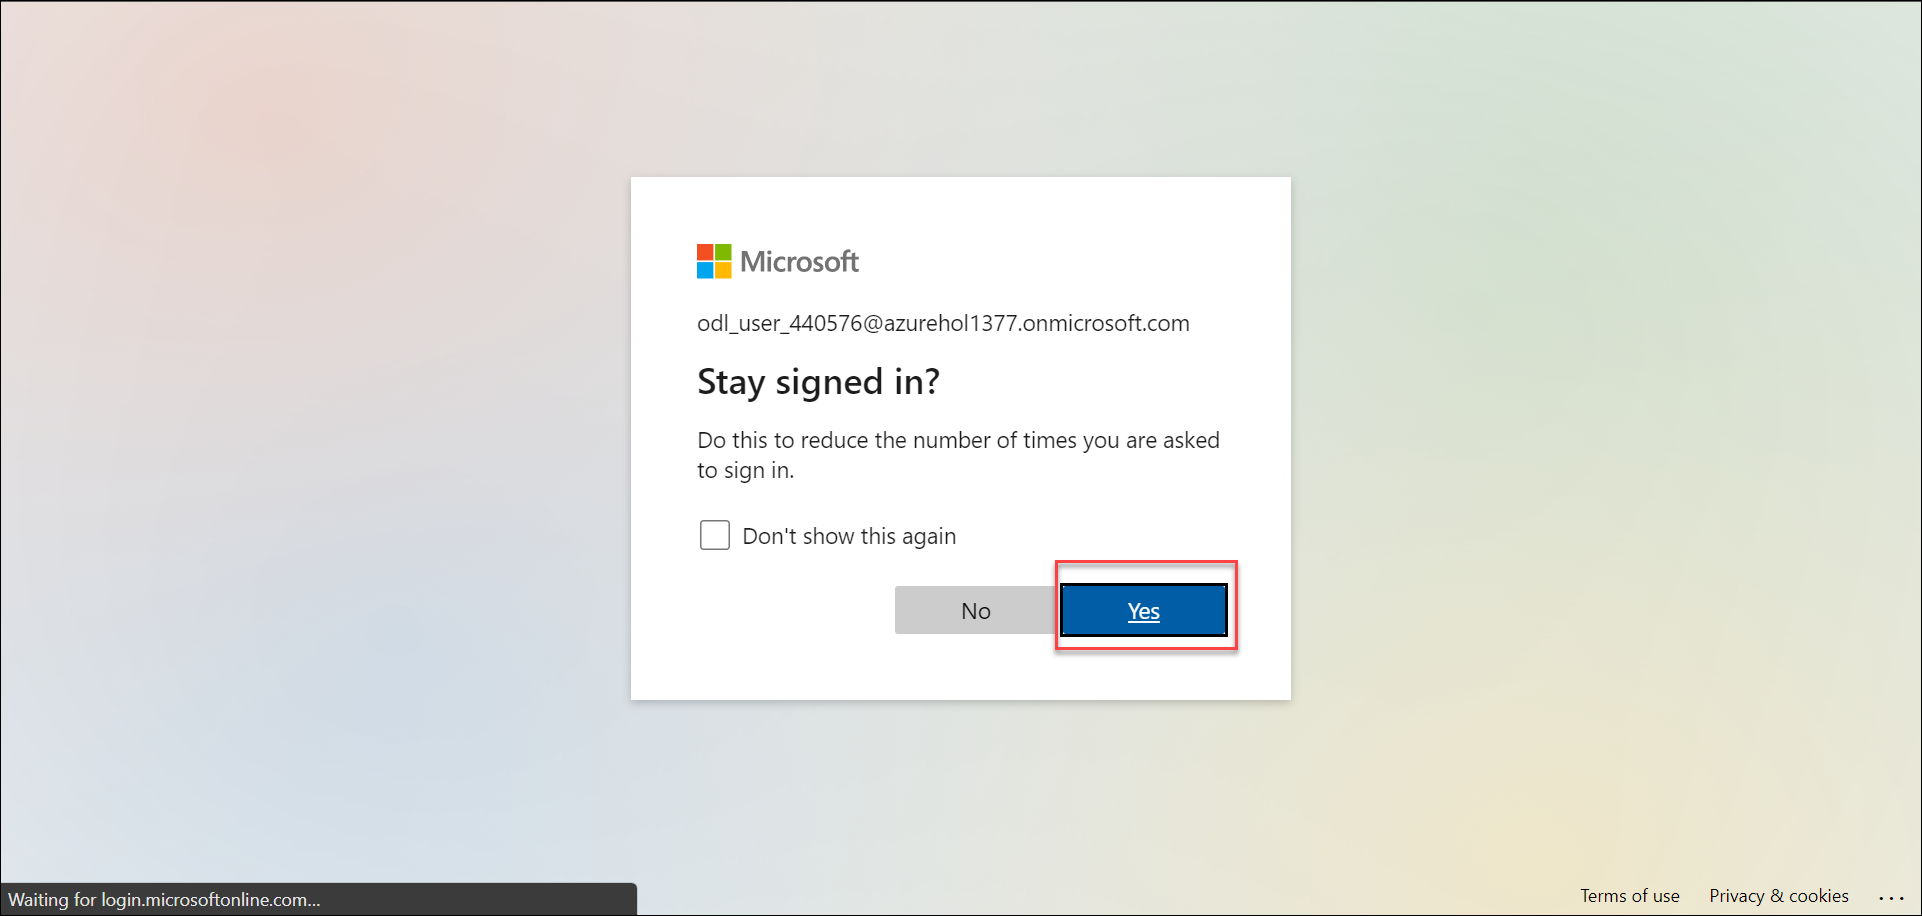 Microsoft
odl_user_440576@azurehol1377.onmicrosoft.com
Stay signed in?
Do this to reduce the number of times you are asked
to sign in.
Don't show this again
No
Yes
Waiting for login.microsoftonline.com...
Terms of use
Privacy & cookies
...